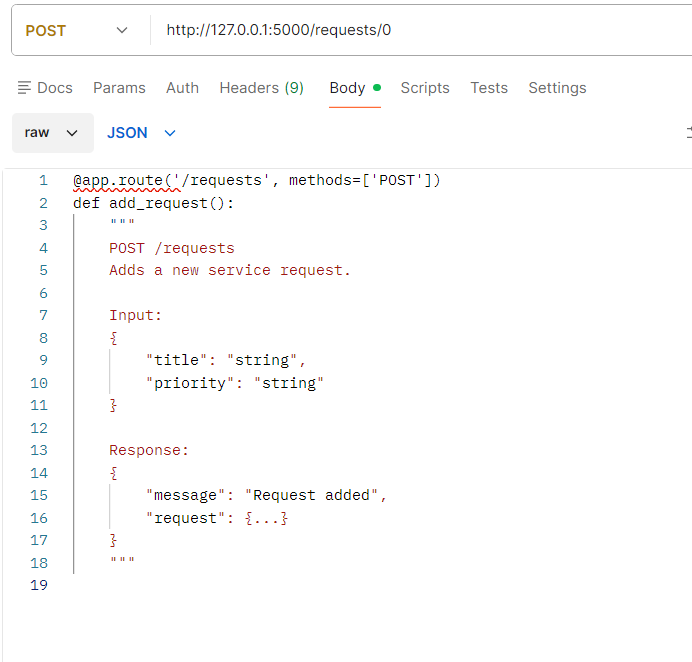 POST http://127.0.0.1:5000/requests/0
Docs Params Auth Headers (9) Body Scripts Tests Settings
raw JSON
1 @app.route('/requests', methods=['POST'])
2 def add_request():
3 """
4 POST /requests
5 Adds a new service request.
6
7 Input:
8 {
9 "title": "string",
10 "priority": "string"
11 }
12
13 Response:
14 {
15 "message": "Request added",
16 "request": {...}
17 }
18 """
19